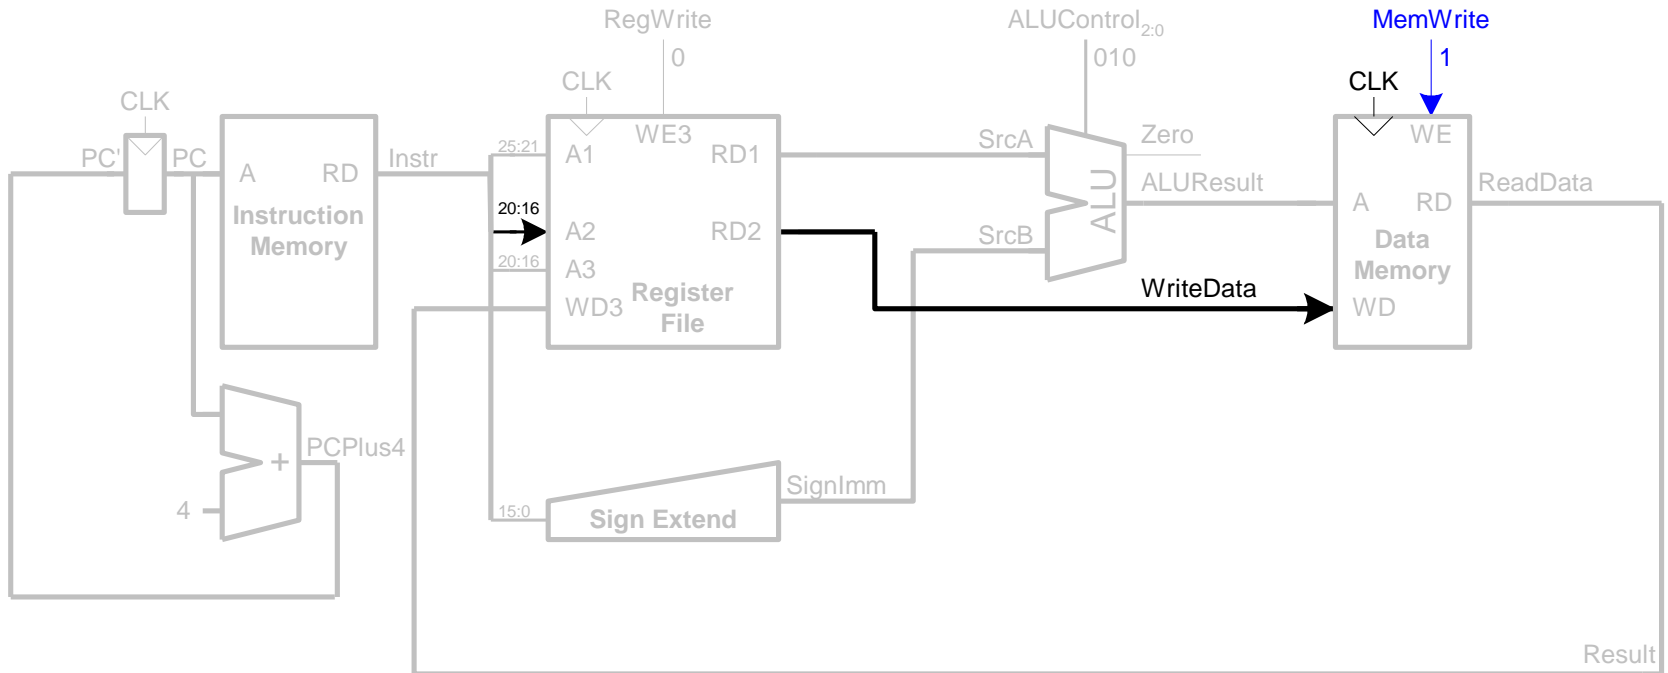 RegWrite
ALUControl2:0
MemWrite
0
010
1
CLK
CLK
CLK
PC'
PC
A
RD
Instruction
Memory
Instr
25:21
20:16
20:16
15:0
A1
A2
A3
WD3
WE3
RD1
RD2
Register
File
SrcA
SrcB
ALU
Zero
ALUResult
WriteData
WE
A
RD
Data
Memory
WD
ReadData
PCPlus4
+
4
SignImm
Sign Extend
Result